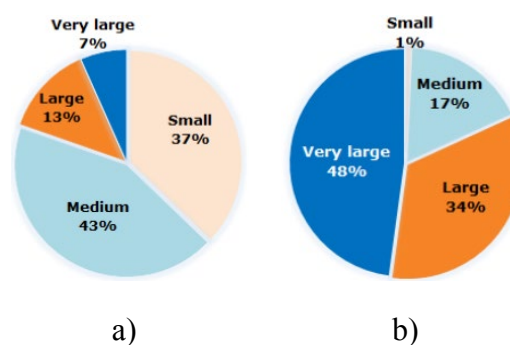 Very large
7%
Large
13%
Small
37%
Medium
43%
a)
Small
1%
Medium
17%
Very large
48%
Large
34%
b)